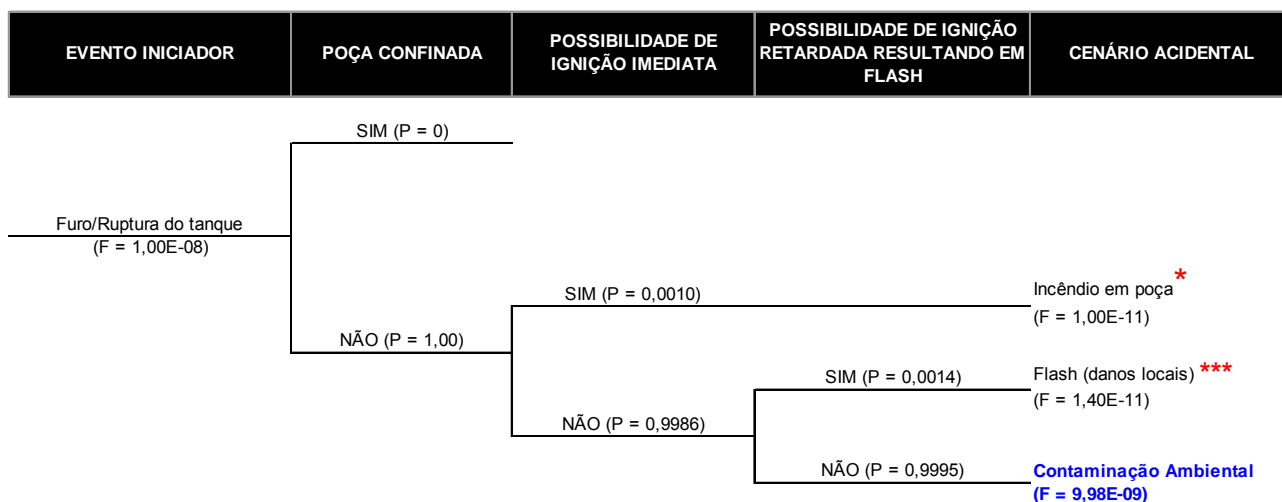 EVENTO INICIADOR
POÇA CONFINADA
POSSIBILIDADE DE
IGNIÇÃO IMEDIATA
POSSIBILIDADE DE IGNIÇÃO
RETARDADA RESULTANDO EM
FLASH
CENÁRIO ACIDENTAL
SIM (P = 0)
Furo/Ruptura do tanque
(F = 1,00E-08)
SIM (P = 0,0010)
Incêndio em poça *
(F = 1,00E-11)
NÃO (P = 1,00)
SIM (P = 0,0014)
Flash (danos locais) ***
(F = 1,40E-11)
NÃO (P = 0,9986)
NÃO (P = 0,9995)
Contaminação Ambiental
(F = 9,98E-09)